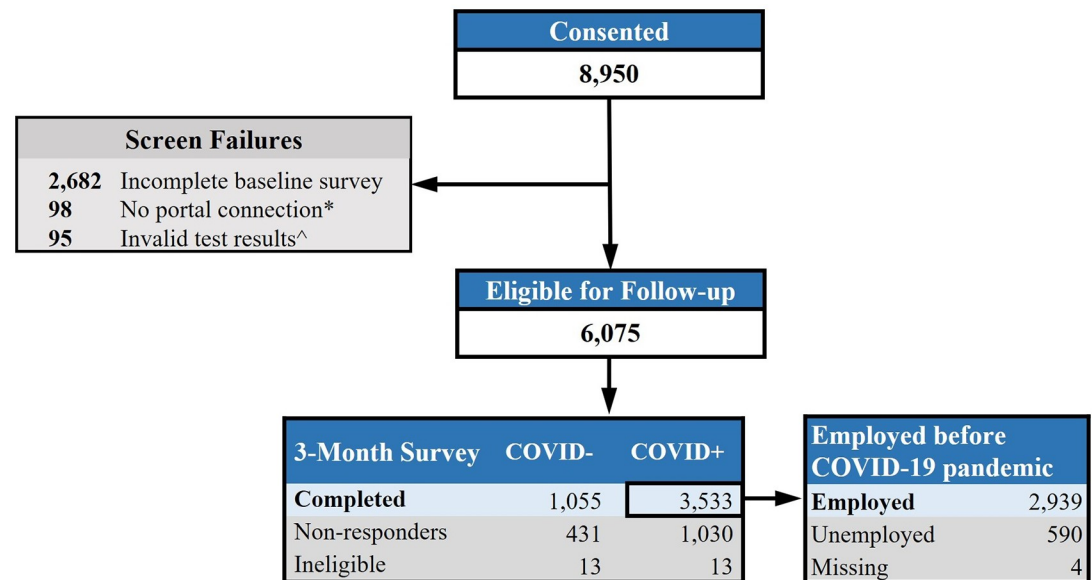 Consented
8,950
Screen Failures
2,682 Incomplete baseline survey
98 No portal connection*
95 Invalid test results^
Eligible for Follow-up
6,075
3-Month Survey COVID- COVID+
Completed 1,055 3,533
Non-responders 431 1,030
Ineligible 13 13
Employed before
COVID-19 pandemic
Employed 2,939
Unemployed 590
Missing 4